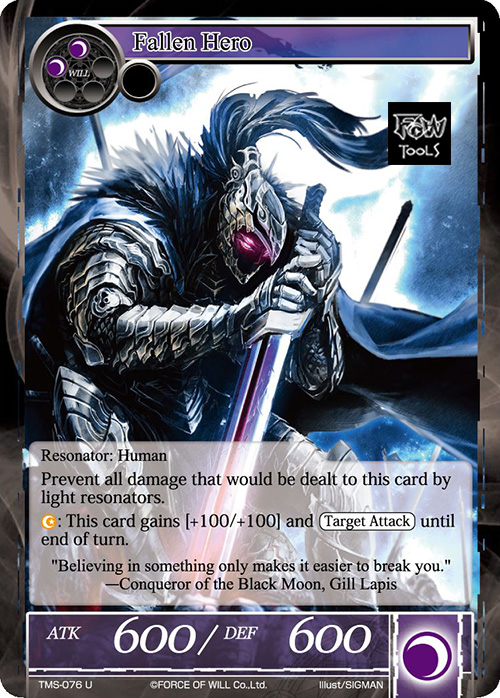 Fallen Hero
WILL
FoW
TOOLS
Resonator: Human
Prevent all damage that would be dealt to this card by
light resonators.
: This card gains [+100/+100] and Target Attack until
end of turn.
"Believing in something only makes it easier to break you."
—Conqueror of the Black Moon, Gill Lapis
ATK 600 / DEF 600
TMS-076 U ©FORCE OF WILL Co.,Ltd. Illust/SIGMAN